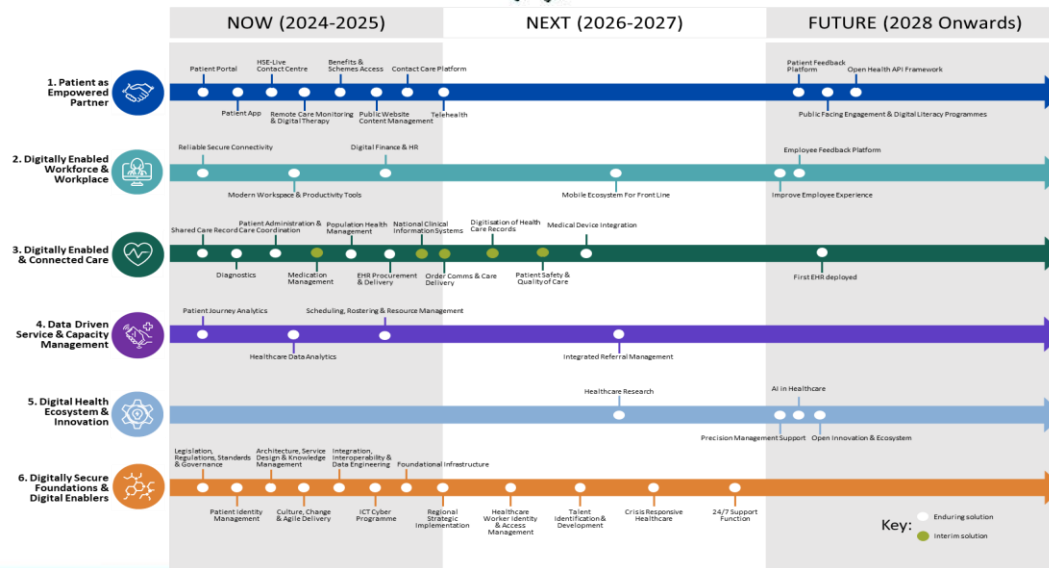 NOW (2024-2025)
NEXT (2026-2027)
FUTURE (2028 Onwards)
1. Patient as
Empowered
Partner
Patient Portal
HSE-Live
Contact Centre
Benefits &
Schemes Access
Contact Care Platform
Patient Feedback
Platform
Open Health API Framework
Patient App
Remote Care Monitoring
& Digital Therapy
Public Website
Content Management
Telehealth
Public Facing Engagement & Digital Literacy Programmes
2. Digitally Enabled
Workforce &
Workplace
Reliable Secure Connectivity
Digital Finance & HR
Employee Feedback Platform
Modern Workspace & Productivity Tools
Mobile Ecosystem For Front Line
Improve Employee Experience
3. Digitally Enabled
& Connected Care
Shared Care Record
Patient Administration &
Care Coordination
Population Health
Management
National Clinical
Information Systems
Digitisation of Health
Care Records
Medical Device Integration
Diagnostics
Medication
Management
EHR Procurement
& Delivery
Order Comms & Care
Delivery
Patient Safety &
Quality of Care
First EHR deployed
4. Data Driven
Service & Capacity
Management
Patient Journey Analytics
Scheduling, Rostering & Resource Management
Healthcare Data Analytics
Integrated Referral Management
5. Digital Health
Ecosystem &
Innovation
Healthcare Research
AI in Healthcare
Precision Management Support
Open Innovation & Ecosystem
6. Digitally Secure
Foundations &
Digital Enablers
Legislation,
Regulations, Standards
& Governance
Architecture, Service
Design & Knowledge
Management
Integration,
Interoperability &
Data Engineering
Foundational Infrastructure
Patient Identity
Management
Culture, Change
& Agile Delivery
ICT Cyber
Programme
Regional
Strategic
Implementation
Healthcare
Worker Identity
& Access
Management
Talent
Identification &
Development
Crisis Responsive
Healthcare
24/7 Support
Function
Key:
Enduring solution
Interim solution